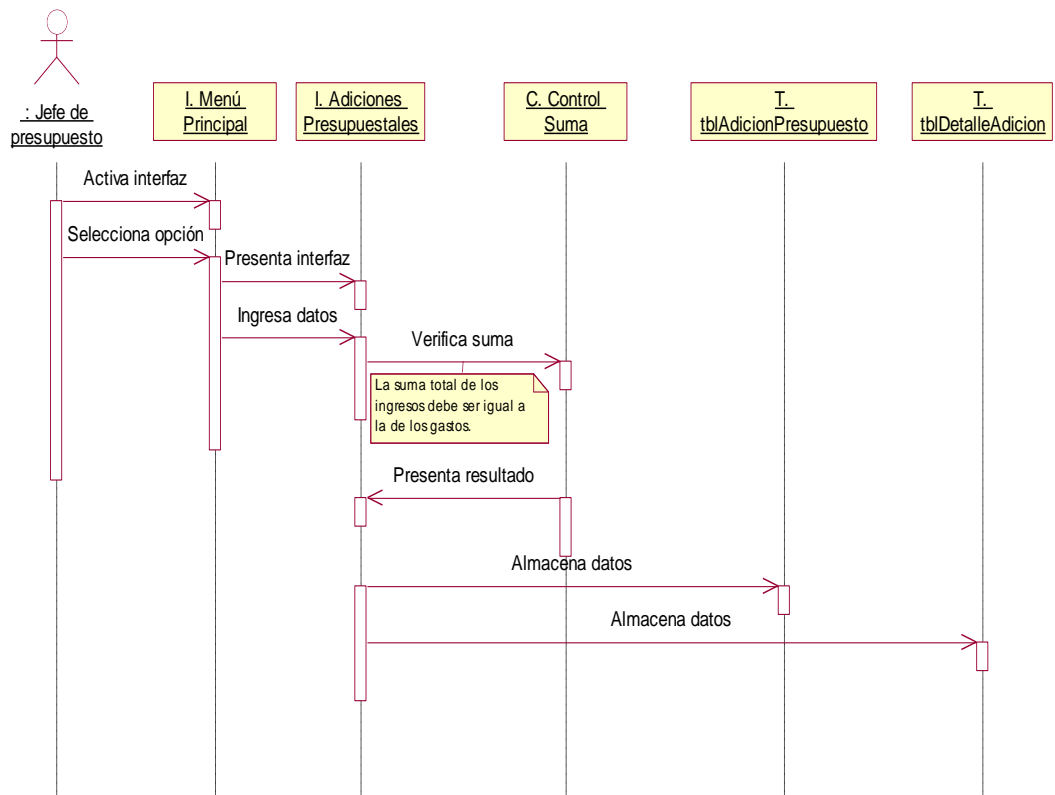 : Jefe de
presupuesto
I. Menú
Principal
I. Adiciones
Presupuestales
C. Control
Suma
T.
tblAdicionPresupuesto
T.
tblDetalleAdicion
Activa interfaz
Selecciona opción
Presenta interfaz
Ingresa datos
Verifica suma
La suma total de los
ingresos debe ser igual a
la de los gastos.
Presenta resultado
Almacena datos
Almacena datos